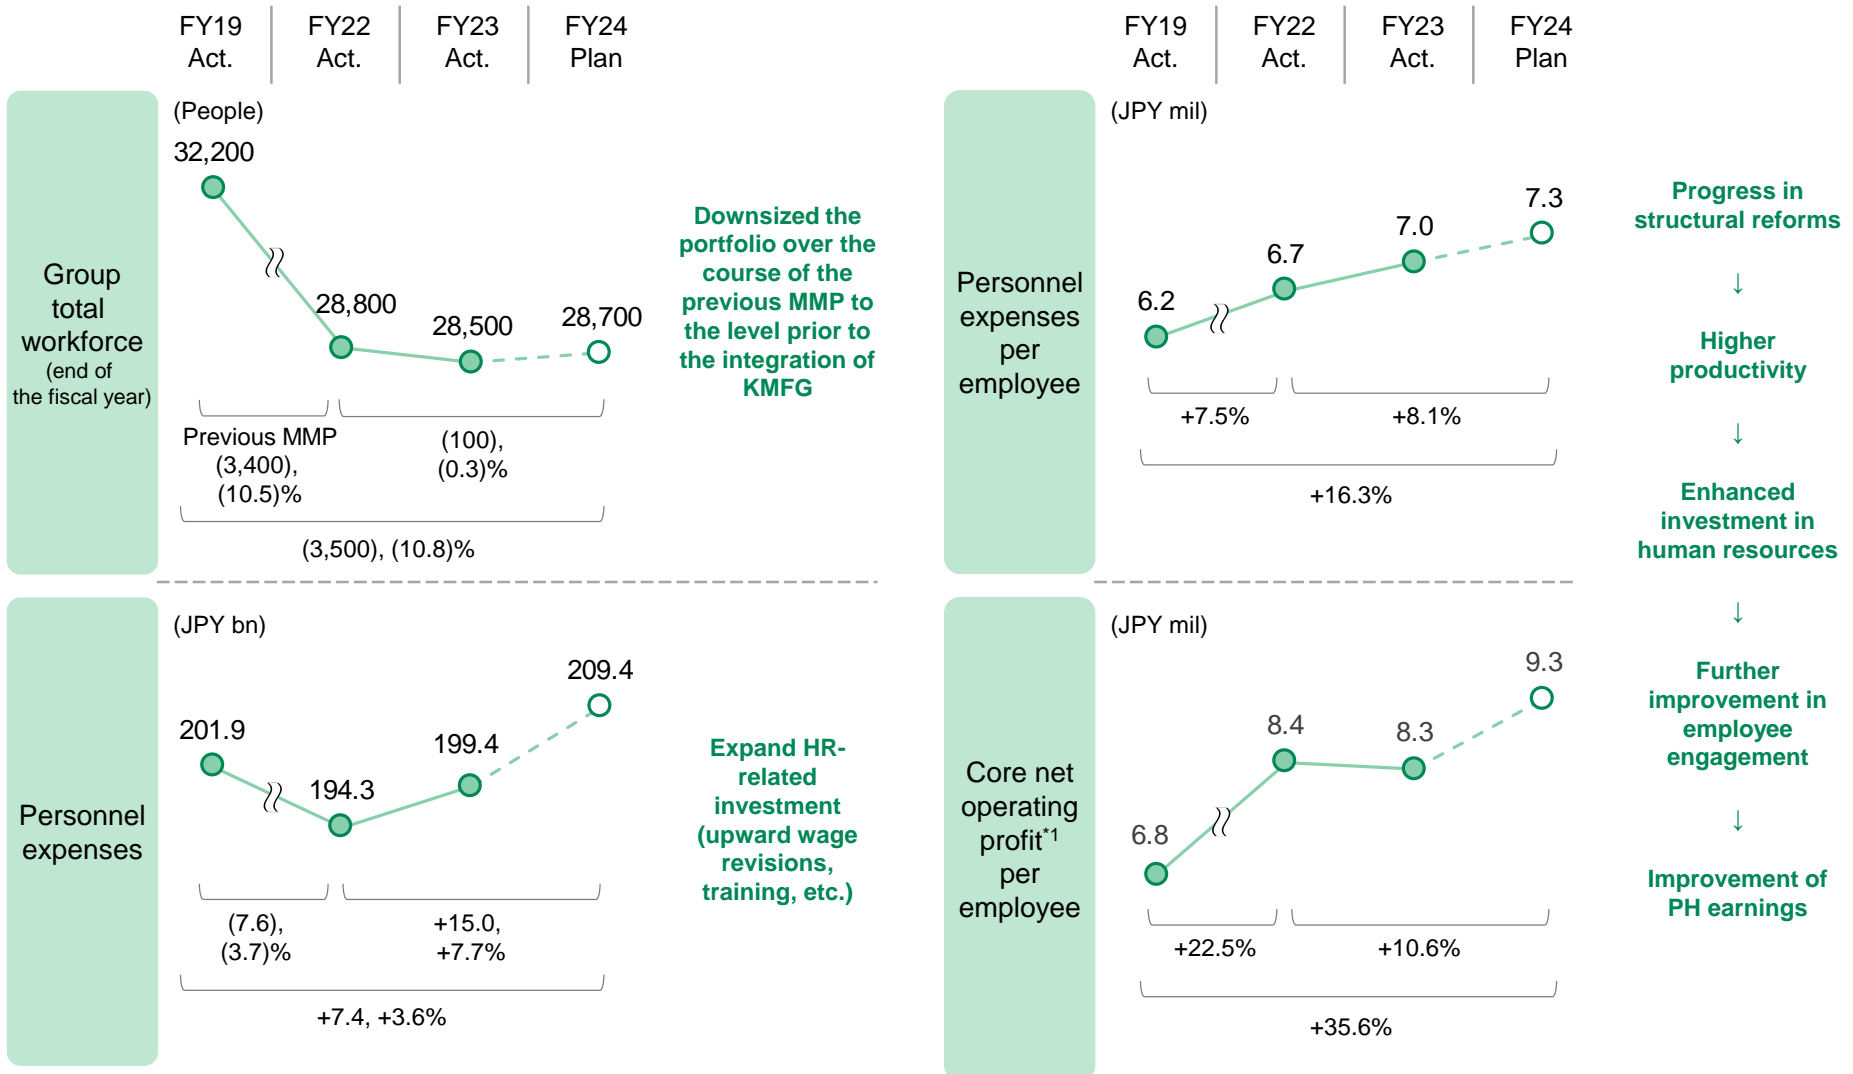 FY19
Act.
FY22
Act.
FY23
Act.
FY24
Plan
Group
total
workforce
(end of
the fiscal year)
(People)
32,200
28,800
28,500
28,700
Previous MMP
(3,400),
(10.5)%
(100),
(0.3)%
(3,500), (10.8)%
Downsized the
portfolio over the
course of the
previous MMP to
the level prior to
the integration of
KMFG
Personnel
expenses
(JPY bn)
201.9
194.3
199.4
209.4
(7.6),
(3.7)%
+15.0,
+7.7%
+7.4, +3.6%
Expand HR-
related
investment
(upward wage
revisions,
training, etc.)
FY19
Act.
FY22
Act.
FY23
Act.
FY24
Plan
Personnel
expenses
per
employee
(JPY mil)
6.2
6.7
7.0
7.3
+7.5%
+8.1%
+16.3%
Core net
operating
profit*1
per
employee
(JPY mil)
6.8
8.4
8.3
9.3
+22.5%
+10.6%
+35.6%
Progress in
structural reforms
↓
Higher
productivity
↓
Enhanced
investment in
human resources
↓
Further
improvement in
employee
engagement
↓
Improvement of
PH earnings